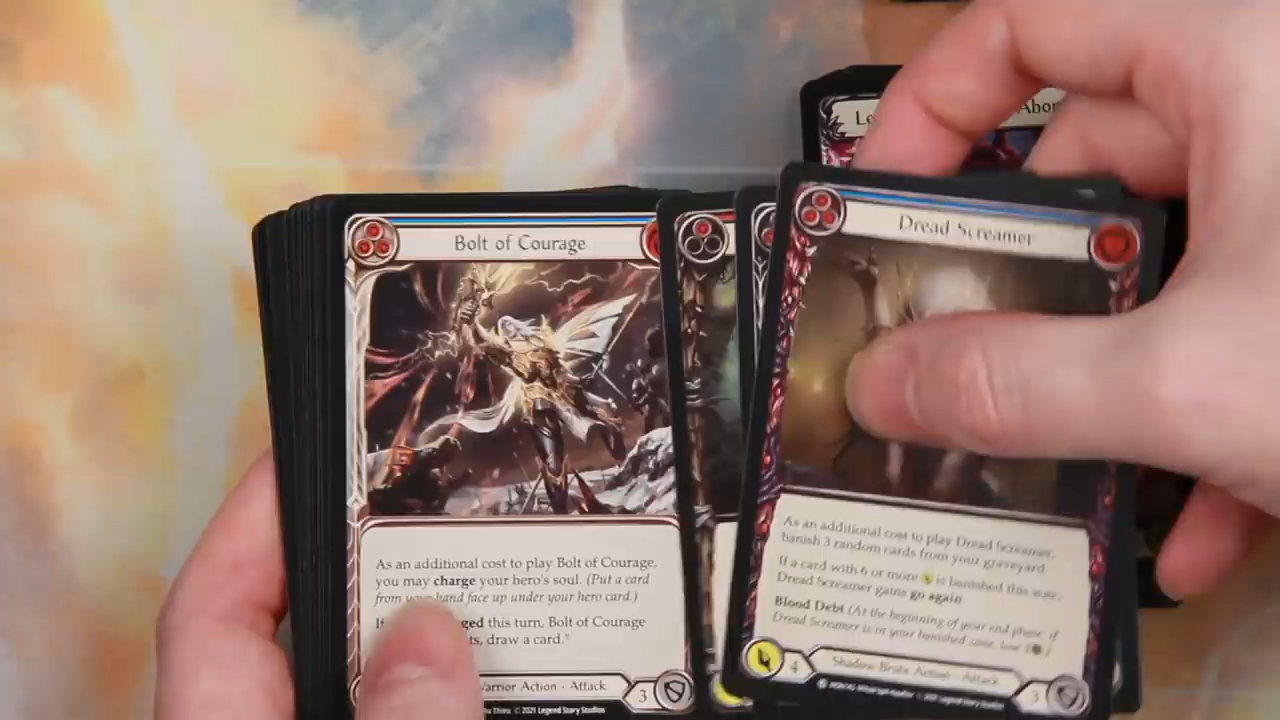 Bolt of Courage
As an additional cost to play Bolt of Courage,
you may charge your hero's soul. (Put a card
from your hand face up under your hero card.)
If this turn, Bolt of Courage
draw a card."
Warrior Action - Attack
3
© 2021 Legend Story Studios
Dread Screamer
As an additional cost to play Dread Screamer,
banish 3 random cards from your graveyard
If a card with 6 or more is banished this way,
Dread Screamer gains go again
Blood Debt (At the beginning of your end phase, if
Dread Screamer is in your banished zone, lose 1 .)
4
Shadow Brute Action - Attack
3